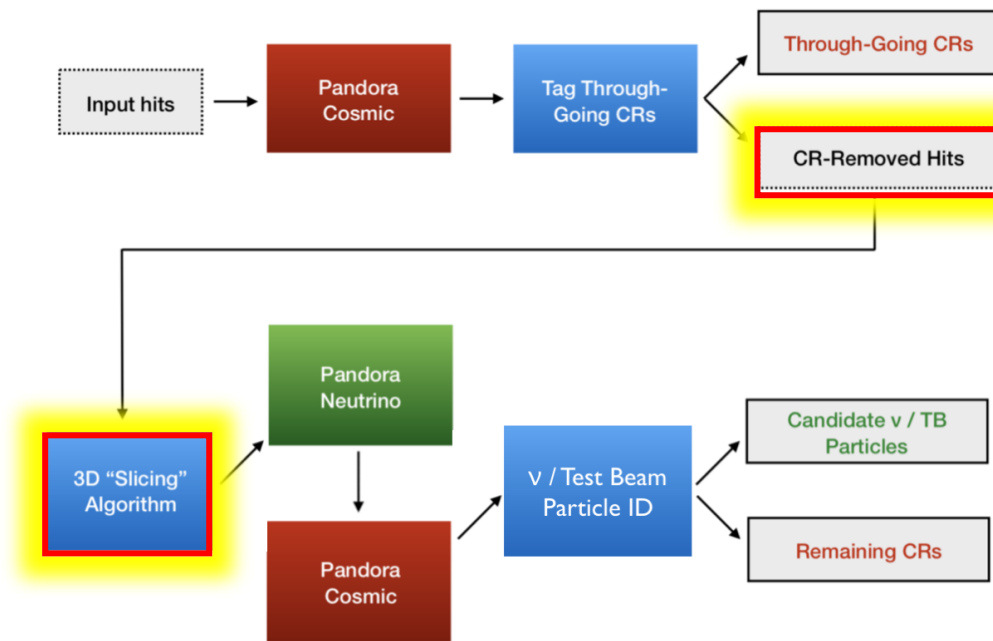 Input hits
Pandora
Cosmic
Tag Through-
Going CRs
Through-Going CRs
CR-Removed Hits
3D “Slicing”
Algorithm
Pandora
Neutrino
Pandora
Cosmic
ν / Test Beam
Particle ID
Candidate ν / TB
Particles
Remaining CRs